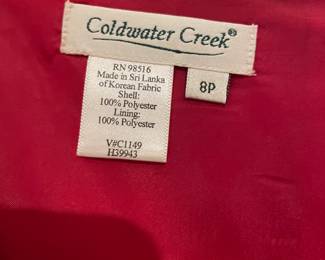 Coldwater Creek®
RN 98516
Made in Sri Lanka
of Korean Fabric
Shell:
100% Polyester
Lining:
100% Polyester
V#C1149
H39943
8P